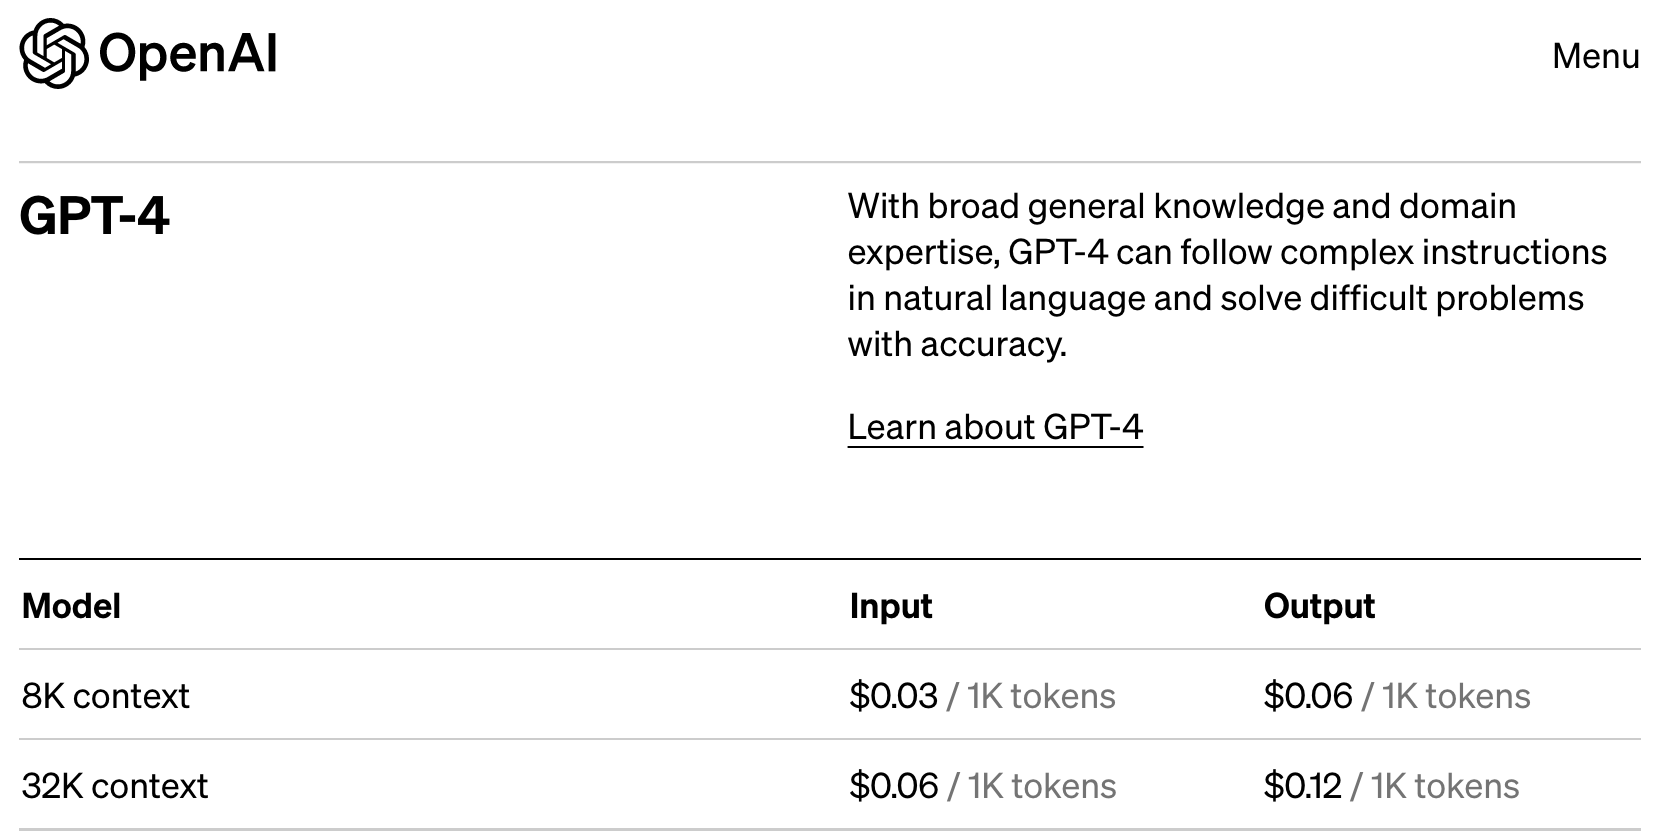 OpenAI
Menu
GPT-4
With broad general knowledge and domain
expertise, GPT-4 can follow complex instructions
in natural language and solve difficult problems
with accuracy.
Learn about GPT-4
Model Input Output
8K context $0.03 / 1K tokens $0.06 / 1K tokens
32K context $0.06 / 1K tokens $0.12 / 1K tokens